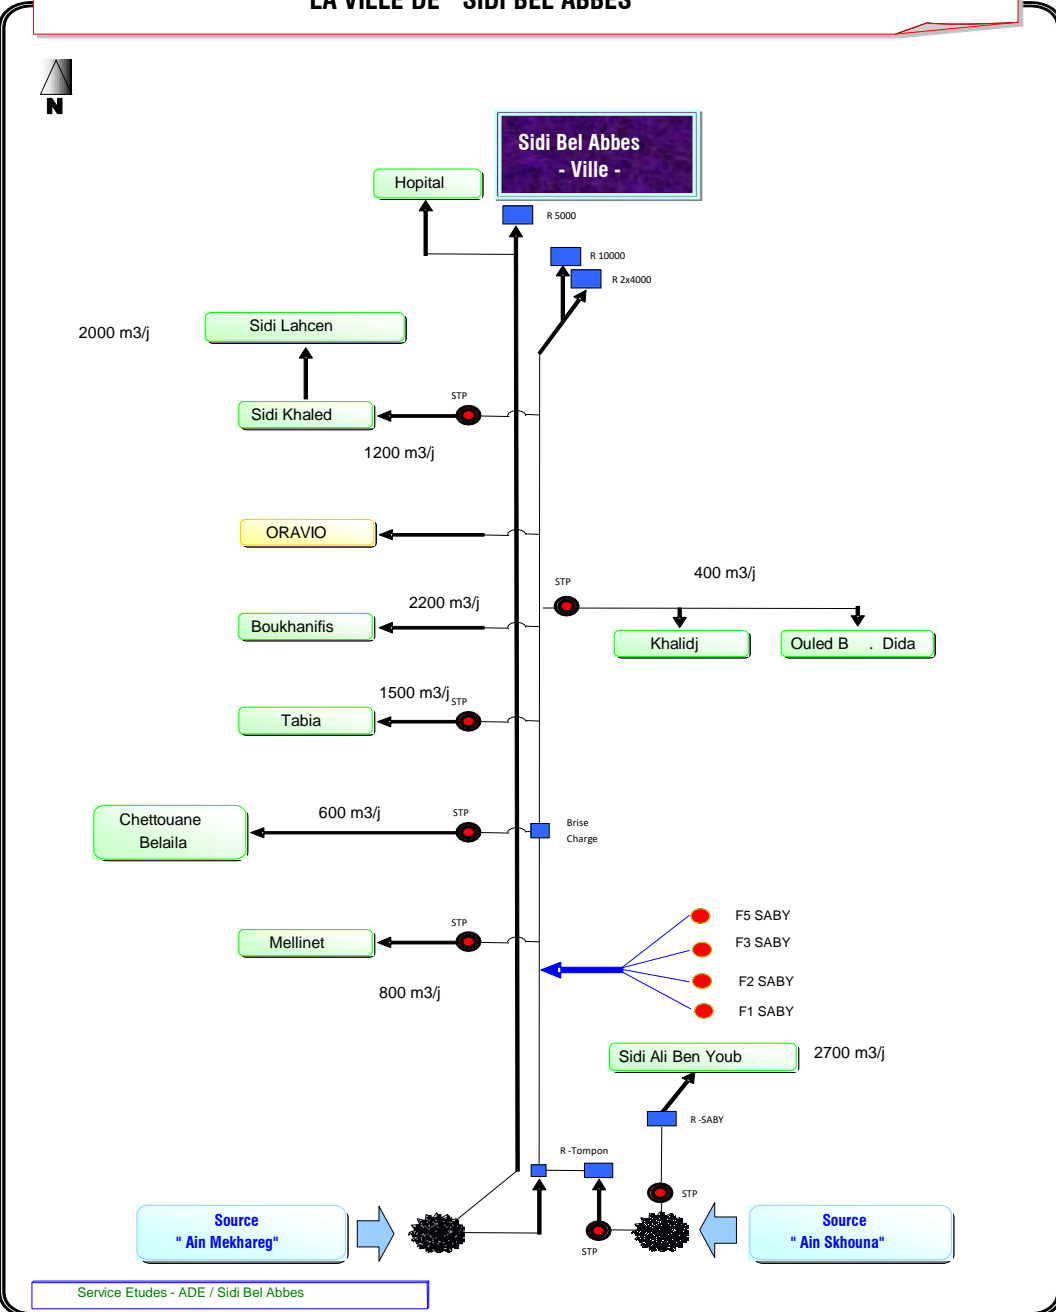 LA VILLE DE " SIDI BEL ABBES "
N
Sidi Bel Abbes
- Ville -
Hopital
R 5000
R 10000
R 2x4000
2000 m3/j
Sidi Lahcen
STP
Sidi Khaled
1200 m3/j
ORAVIO
STP
400 m3/j
2200 m3/j
Boukhanifis
Khalidj
Ouled B . Dida
1500 m3/j
STP
Tabia
600 m3/j
STP
Chettouane
Belaila
Brise
Charge
STP
Mellinet
800 m3/j
F5 SABY
F3 SABY
F2 SABY
F1 SABY
Sidi Ali Ben Youb
2700 m3/j
R -SABY
R -Tompon
STP
STP
Source
" Ain Mekhareg"
Source
" Ain Skhouna"
Service Etudes - ADE / Sidi Bel Abbes